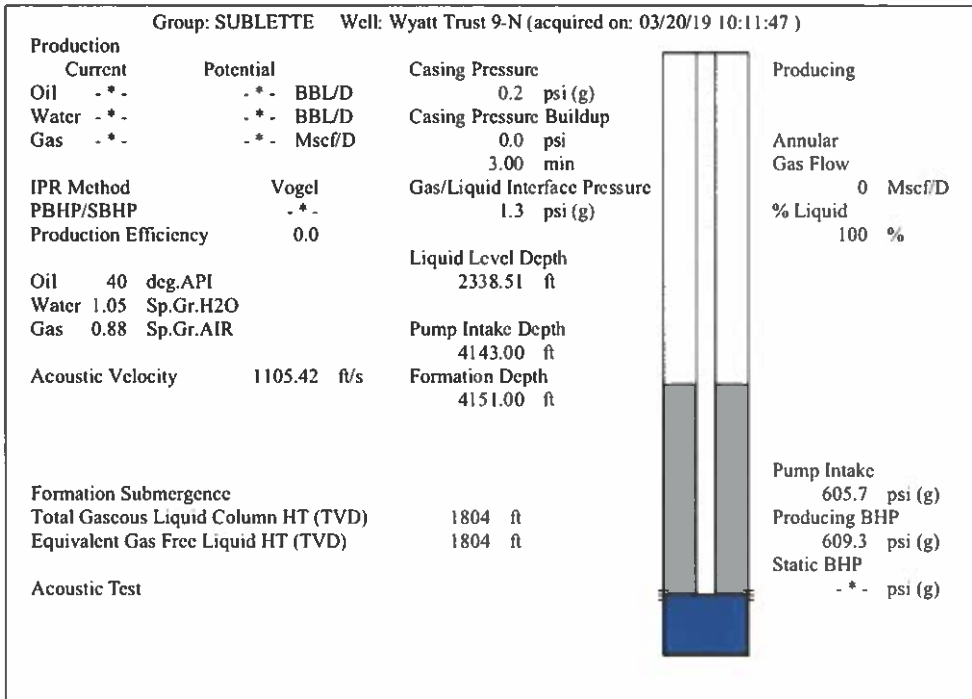 Group: SUBLETTE Well: Wyatt Trust 9-N (acquired on: 03/20/19 10:11:47 )
Production
Current Potential
Oil - * - - * - BBL/D
Water - * - - * - BBL/D
Gas - * - - * - Mscf/D
IPR Method Vogel
PBHP/SBHP - * -
Production Efficiency 0.0
Oil 40 deg.API
Water 1.05 Sp.Gr.H2O
Gas 0.88 Sp.Gr.AIR
Acoustic Velocity 1105.42 ft/s
Formation Submergence
Total Gaseous Liquid Column HT (TVD) 1804 ft
Equivalent Gas Free Liquid HT (TVD) 1804 ft
Acoustic Test
Casing Pressure
0.2 psi (g)
Casing Pressure Buildup
0.0 psi
3.00 min
Gas/Liquid Interface Pressure
1.3 psi (g)
Liquid Level Depth
2338.51 ft
Pump Intake Depth
4143.00 ft
Formation Depth
4151.00 ft
Producing
Annular
Gas Flow
0 Mscf/D
% Liquid
100 %
Pump Intake
605.7 psi (g)
Producing BHP
609.3 psi (g)
Static BHP
- * - psi (g)